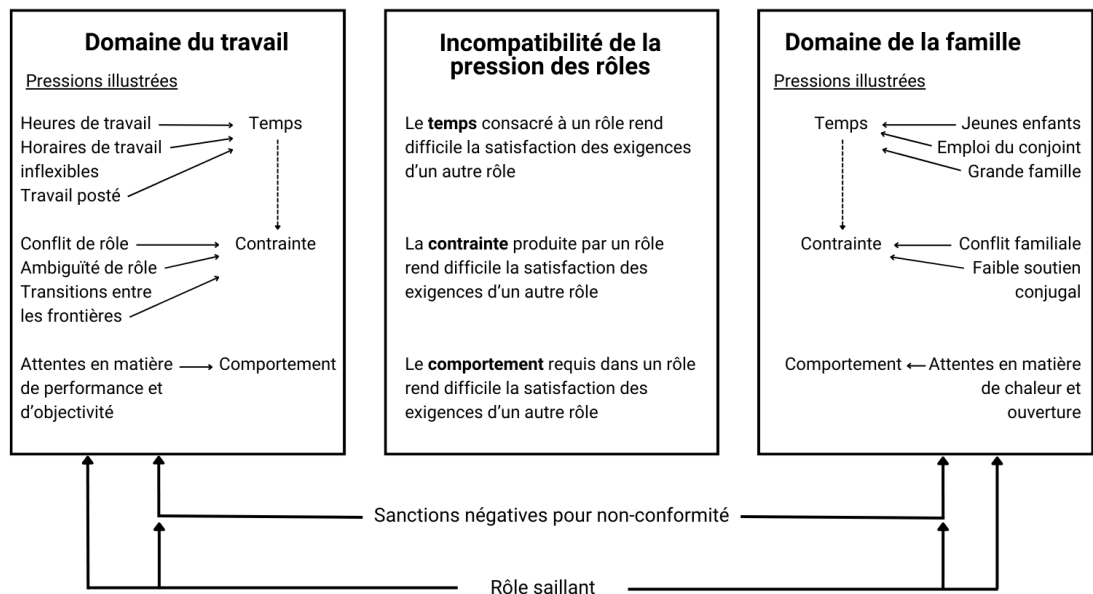 Domaine du travail
Pressions illustrées
Heures de travail
Horaires de travail
inflexibles
Travail posté
Temps
Conflit de rôle
Ambiguïté de rôle
Transitions entre
les frontières
Contrainte
Attentes en matière
de performance et
d'objectivité
Comportement
Incompatibilité de la
pression des rôles
Le temps consacré à un rôle rend
difficile la satisfaction des exigences
d'un autre rôle
La contrainte produite par un rôle
rend difficile la satisfaction des
exigences d'un autre rôle
Le comportement requis dans un rôle
rend difficile la satisfaction des
exigences d'un autre rôle
Domaine de la famille
Pressions illustrées
Temps
Jeunes enfants
Emploi du conjoint
Grande famille
Contrainte
Conflit familiale
Faible soutien
conjugal
Comportement
Attentes en matière
de chaleur et
ouverture
Sanctions négatives pour non-conformité
Rôle saillant